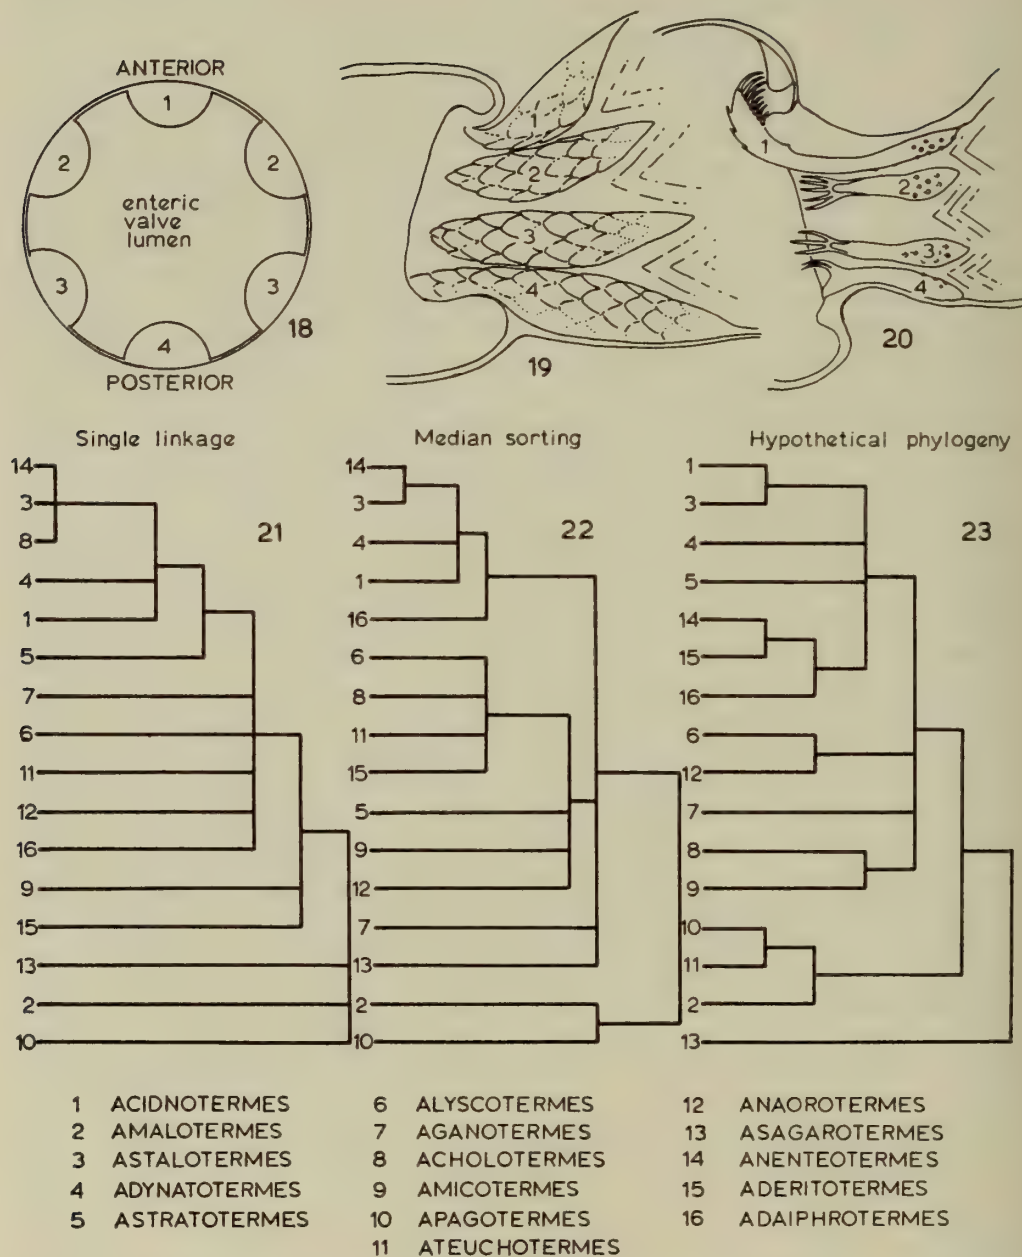 ANTERIOR
1
2 2
enteric
valve
lumen
3 3
4
18
POSTERIOR
1
2
3
4
19
1
2
3
4
20
Single linkage
14
3
8
21
4
1
5
7
6
11
12
16
9
15
13
2
10
Median sorting
14
3
22
4
1
16
6
8
11
15
5
9
12
7
13
2
10
Hypothetical phylogeny
1
3
23
4
5
14
15
16
6
12
7
8
9
10
11
2
13
1 ACIDNOTERMES
2 AMALOTERMES
3 ASTALOTERMES
4 ADYNATOTERMES
5 ASTRATOTERMES
6 ALYSCOTERMES
7 AGANOTERMES
8 ACHOLOTERMES
9 AMICOTERMES
10 APAGOTERMES
11 ATEUCHOTERMES
12 ANAOROTERMES
13 ASAGAROTERMES
14 ANENTEOTERMES
15 ADERITOTERMES
16 ADAIPHROTERMES